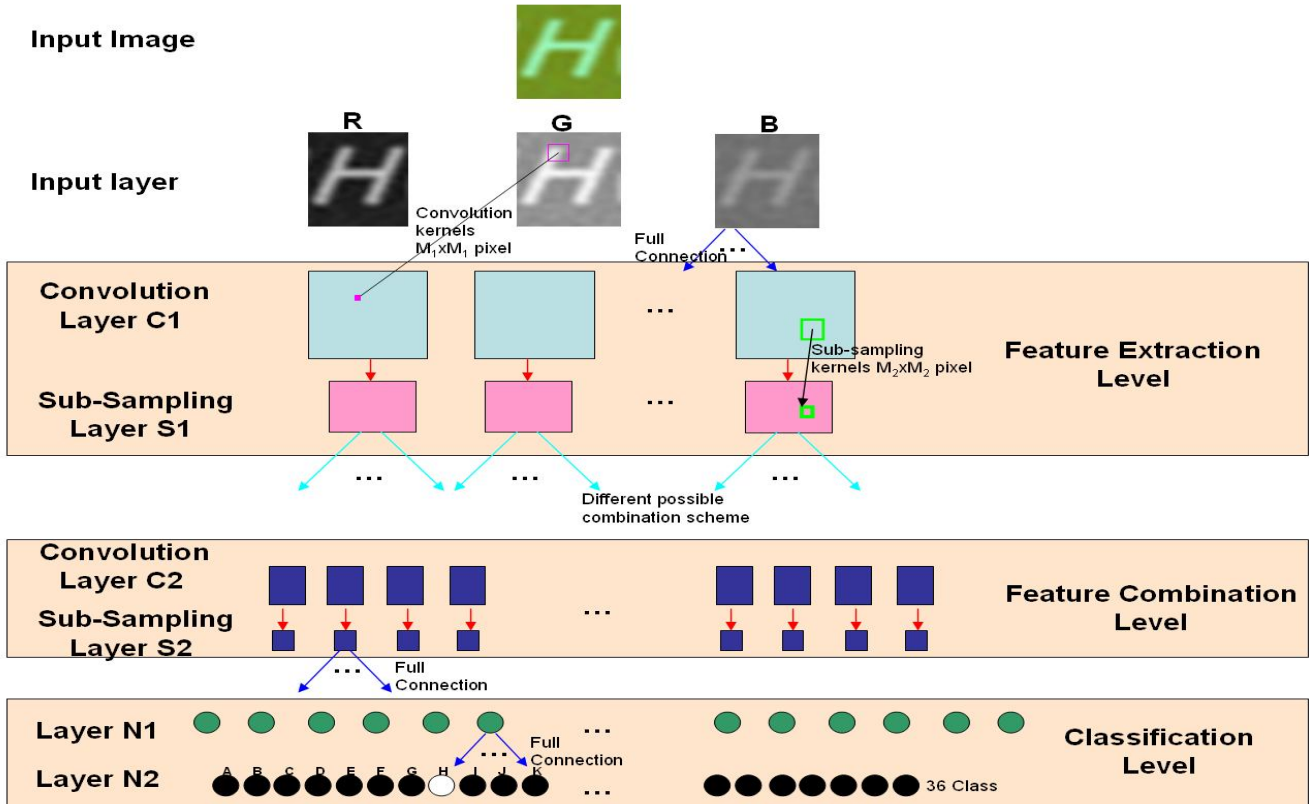 Input Image
R G B
Input layer
Convolution
kernels
M₁xM₁ pixel
Full
Connection
...
Convolution
Layer C1
...
Sub-sampling
kernels M₂xM₂ pixel
Feature Extraction
Level
Sub-Sampling
Layer S1
...
... ... ...
Different possible
combination scheme
Convolution
Layer C2
...
Sub-Sampling
Layer S2
Feature Combination
Level
...
Full
Connection
Layer N1
...
...
Full
Connection
Classification
Level
A B C D E F G H I J K
Layer N2
...
36 Class